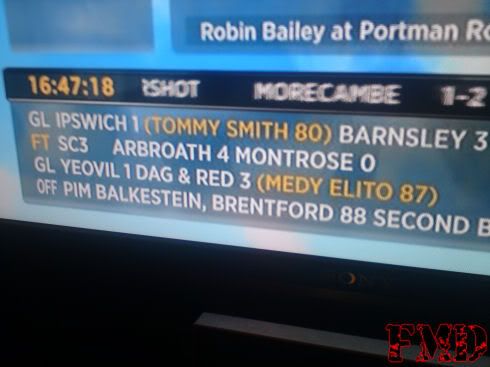 Robin Bailey at Portman
16:47:18 RSHOT MORECAMBE 1-2
GL IPSWICH 1 (TOMMY SMITH 80) BARNSLEY 3
FT SC3 ARBROATH 4 MONTROSE 0
GL YEOVIL 1 DAG & RED 3 (MEDY ELITO 87)
OFF PIM BALKESTEIN, BRENTFORD 88 SECOND B
SONY
FMD